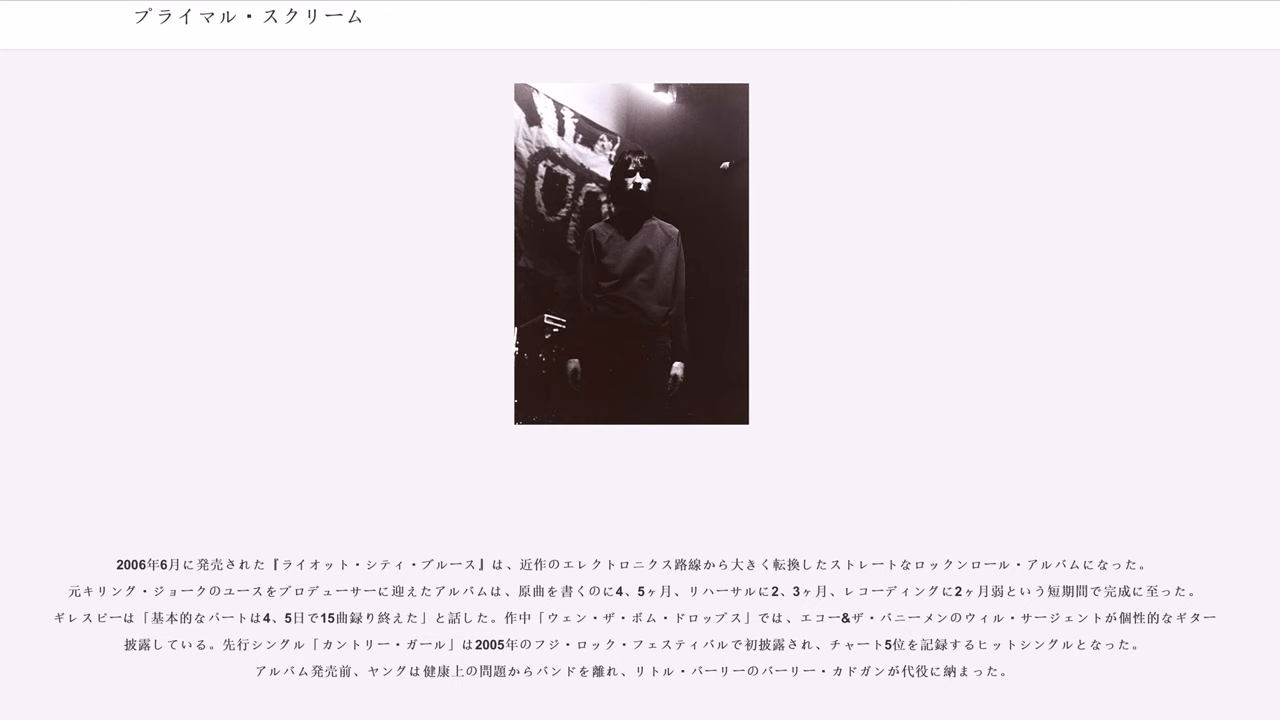 プライマル・スクリーム
2006年6月に発売された『ライオット・シティ・ブルース』は、近作のエレクトロニクス路線から大きく転換したストレートなロックンロール・アルバムになった。
元キリング・ジョークのユースをプロデューサーに迎えたアルバムは、原曲を書くのに4、5ヶ月、リハーサルに2、3ヶ月、レコーディングに2ヶ月弱という短期間で完成に至った。
ギレスピーは「基本的なパートは4、5日で15曲録り終えた」と話した。作中「ウェン・ザ・ボム・ドロップス」では、エコー&ザ・バニーメンのウィル・サージェントが個性的なギター
披露している。先行シングル「カントリー・ガール」は2005年のフジ・ロック・フェスティバルで初披露され、チャート5位を記録するヒットシングルとなった。
アルバム発売前、ヤングは健康上の問題からバンドを離れ、リトル・バーリーのバーリー・カドガンが代役に納まった。